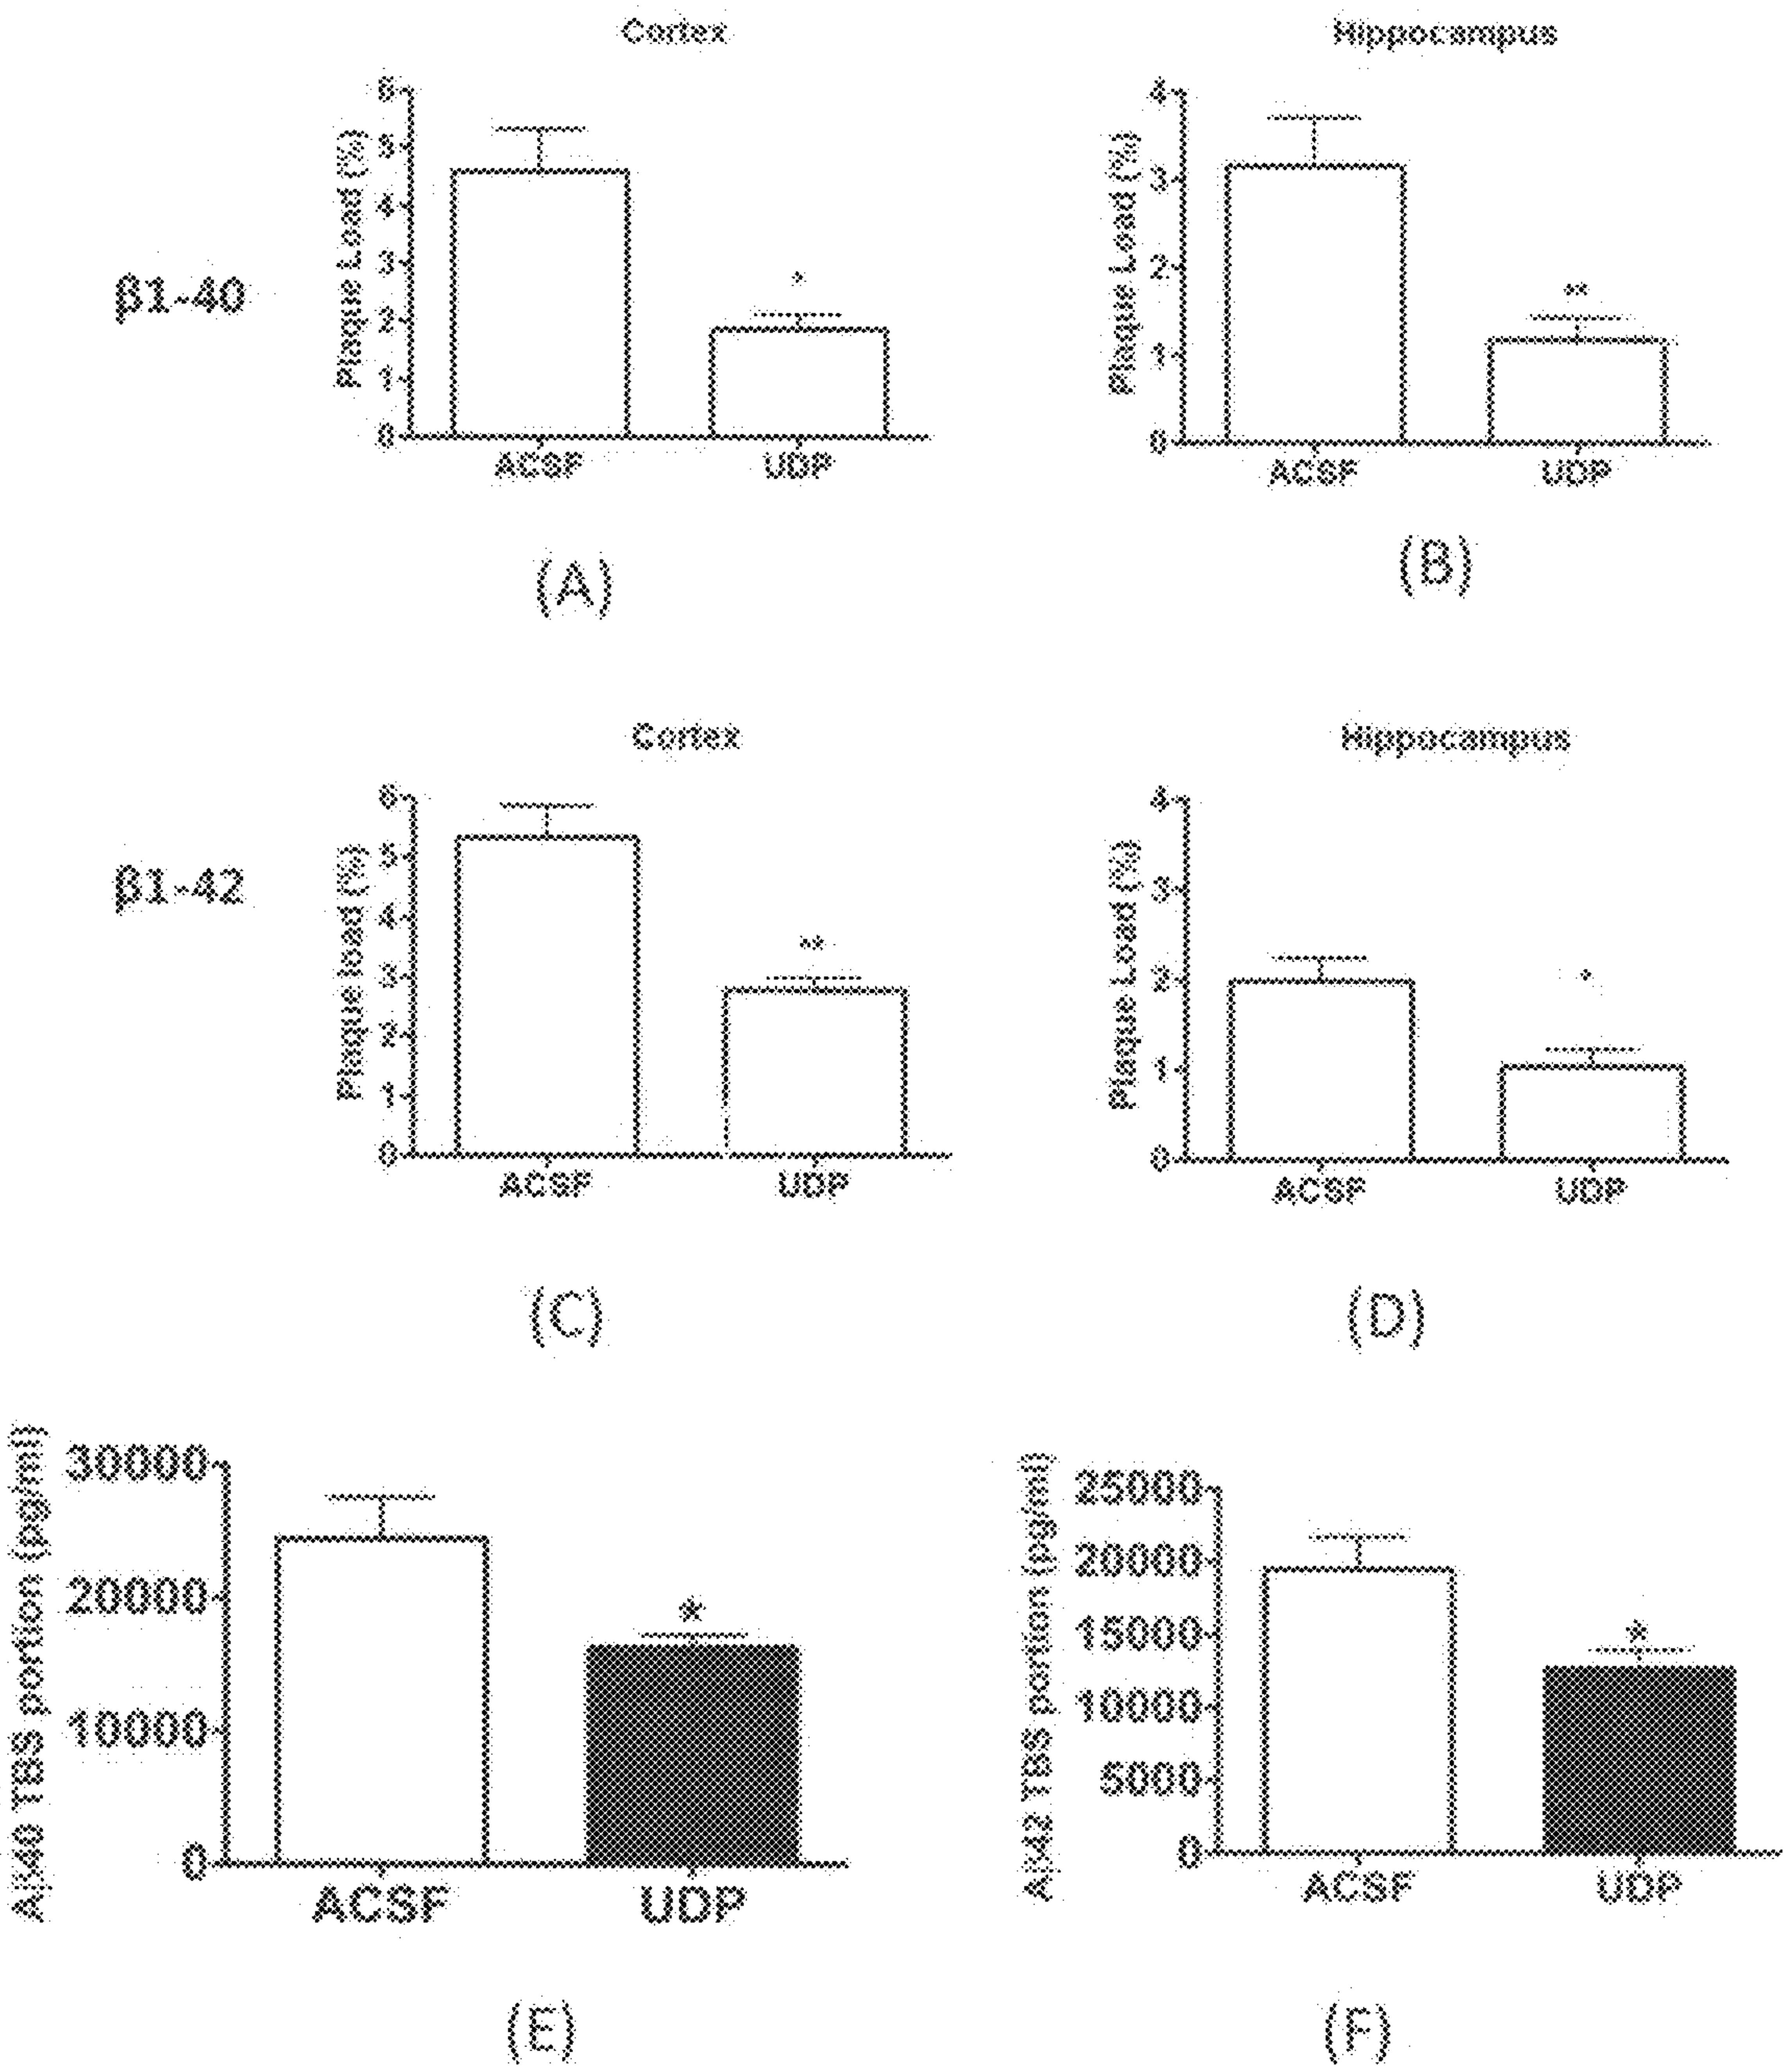 Cortex
Hippocampus
β1-40
Plaque Load (%)
6
5
4
3
2
1
0
*
ACSF
UDP
Plaque Load (%)
4
3
2
1
0
**
ACSF
UDP
(A)
(B)
Cortex
Hippocampus
β1-42
Plaque load (%)
6
5
4
3
2
1
0
**
ACSF
UDP
Plaque Load (%)
4
3
2
1
0
*
ACSF
UDP
(C)
(D)
Aβ40 TBS portion (pg/ml)
30000
20000
10000
0
*
ACSF
UDP
Aβ42 TBS portion (pg/ml)
25000
20000
15000
10000
5000
0
*
ACSF
UDP
(E)
(F)